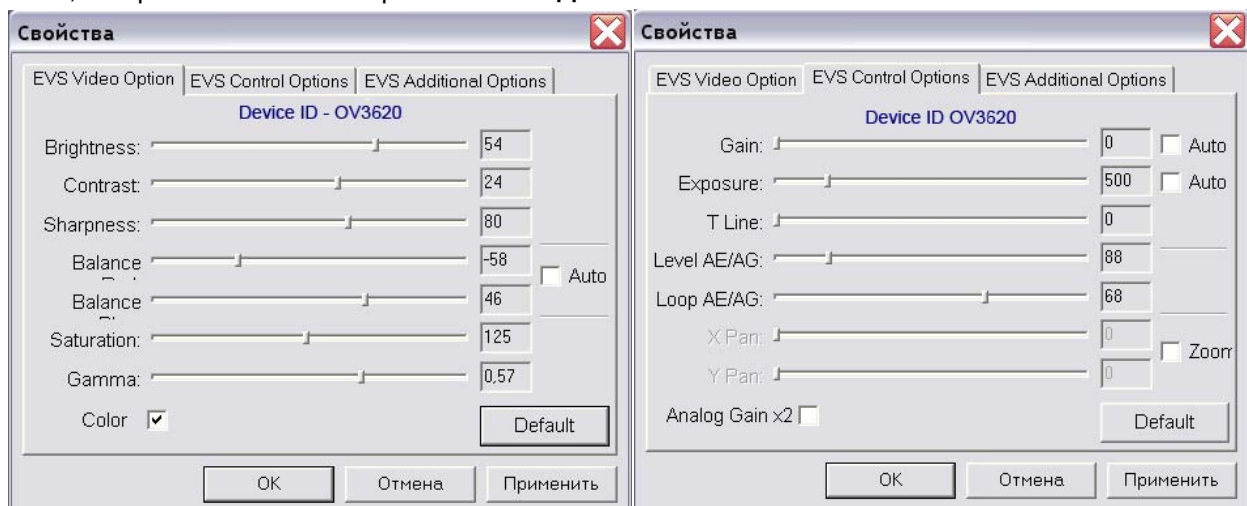 Свойства
EVS Video Option EVS Control Options EVS Additional Options
Device ID - OV3620
Brightness: 54
Contrast: 24
Sharpness: 80
Balance -58
Auto
Balance 46
Saturation: 125
Gamma: 0,57
Color
Default
OK Отмена Применить
Свойства
EVS Video Option EVS Control Options EVS Additional Options
Device ID OV3620
Gain: 0 Auto
Exposure: 500 Auto
T Line: 0
Level AE/AG: 88
Loop AE/AG: 68
X Pan: 0
Zoom
Y Pan: 0
Analog Gain x2
Default
OK Отмена Применить